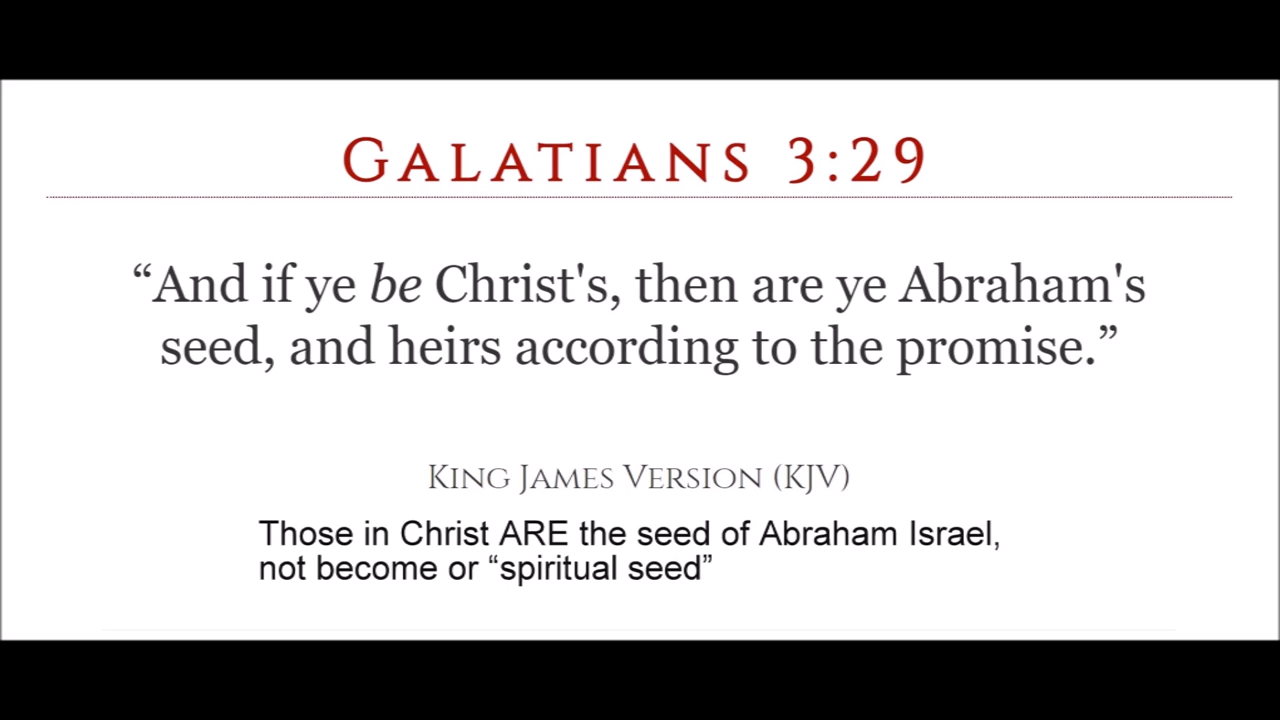 GALATIANS 3:29
“And if ye be Christ's, then are ye Abraham's
seed, and heirs according to the promise.”
KING JAMES VERSION (KJV)
Those in Christ ARE the seed of Abraham Israel,
not become or “spiritual seed”